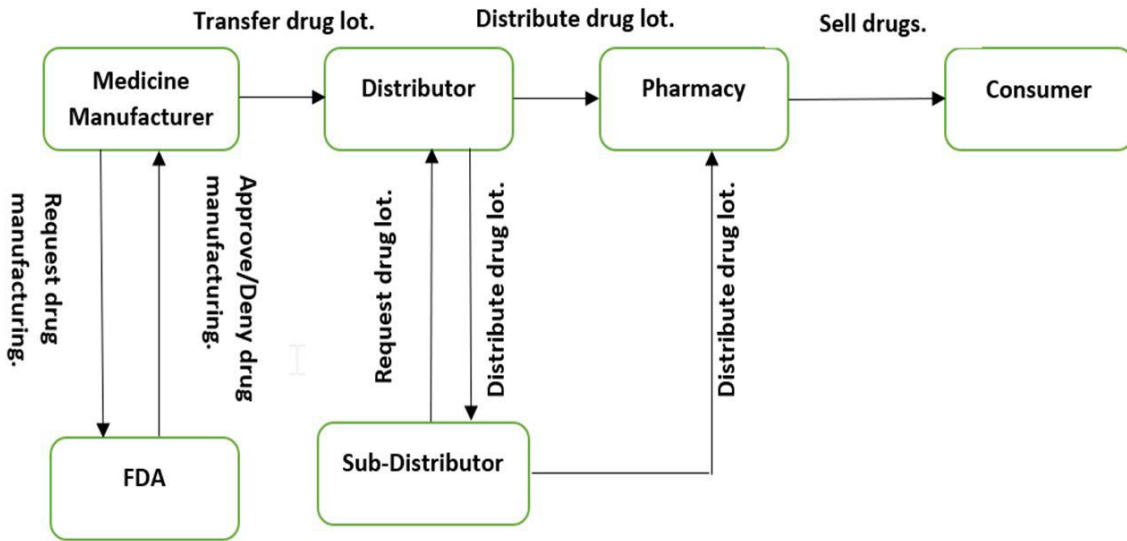 Transfer drug lot.
Distribute drug lot.
Sell drugs.
Medicine
Manufacturer
Distributor
Pharmacy
Consumer
Request drug
manufacturing.
Approve/Deny drug
manufacturing.
Request drug lot.
Distribute drug lot.
Distribute drug lot.
FDA
Sub-Distributor